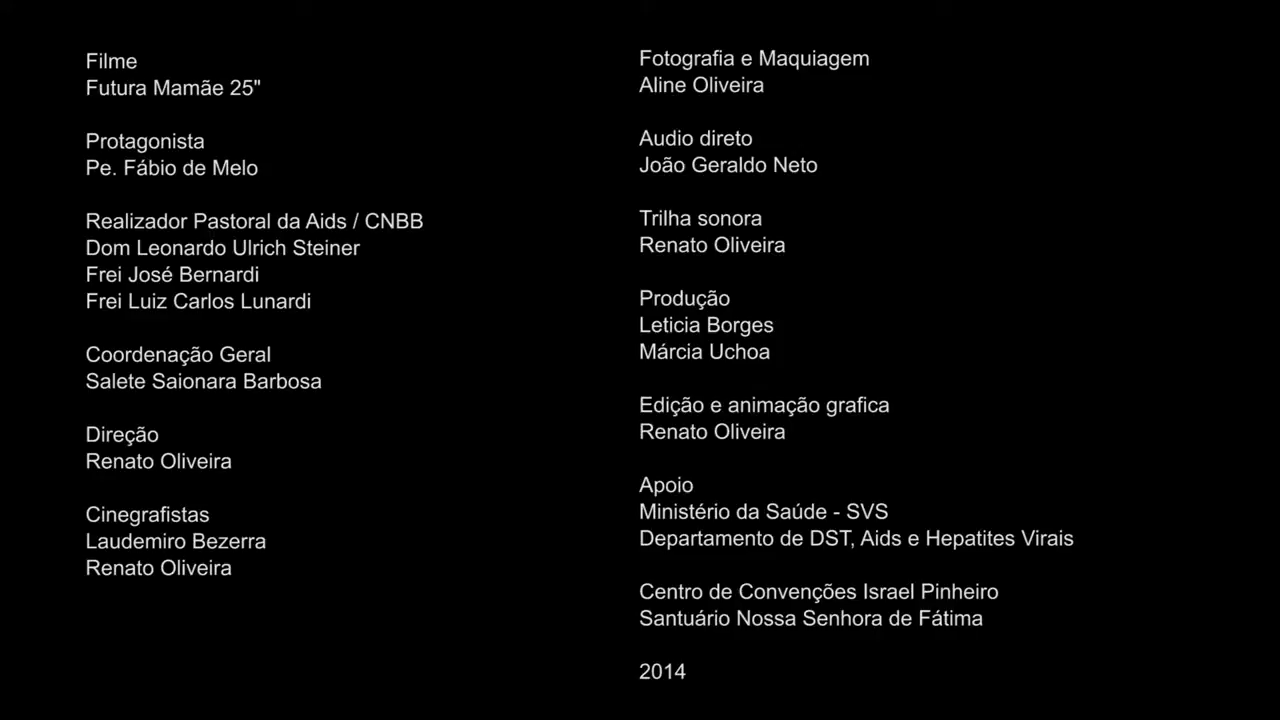 Filme
Futura Mamãe 25"
Protagonista
Pe. Fábio de Melo
Realizador Pastoral da Aids / CNBB
Dom Leonardo Ulrich Steiner
Frei José Bernardi
Frei Luiz Carlos Lunardi
Coordenação Geral
Salete Saionara Barbosa
Direção
Renato Oliveira
Cinegrafistas
Laudemiro Bezerra
Renato Oliveira
Fotografia e Maquiagem
Aline Oliveira
Audio direto
João Geraldo Neto
Trilha sonora
Renato Oliveira
Produção
Leticia Borges
Márcia Uchoa
Edição e animação grafica
Renato Oliveira
Apoio
Ministério da Saúde - SVS
Departamento de DST, Aids e Hepatites Virais
Centro de Convenções Israel Pinheiro
Santuário Nossa Senhora de Fátima
2014